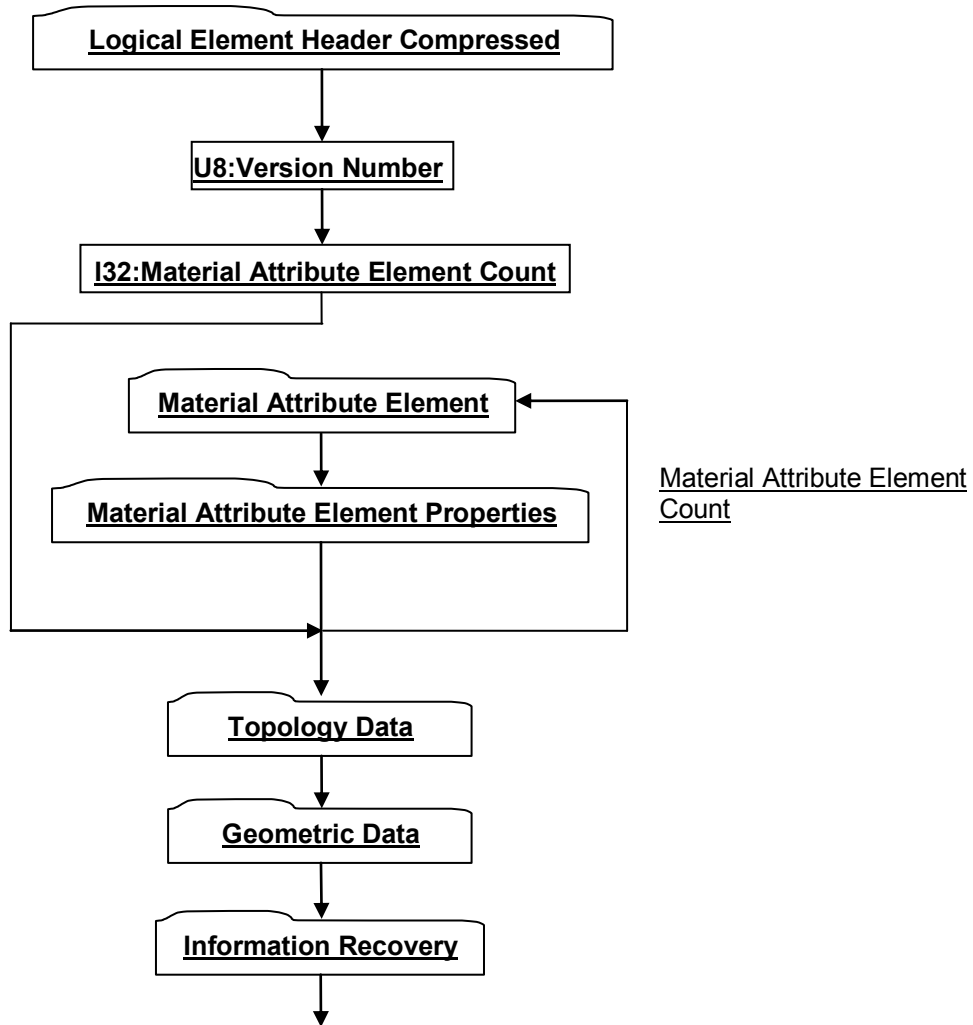 Logical Element Header Compressed
U8:Version Number
I32:Material Attribute Element Count
Material Attribute Element
Material Attribute Element Properties
Material Attribute Element
Count
Topology Data
Geometric Data
Information Recovery